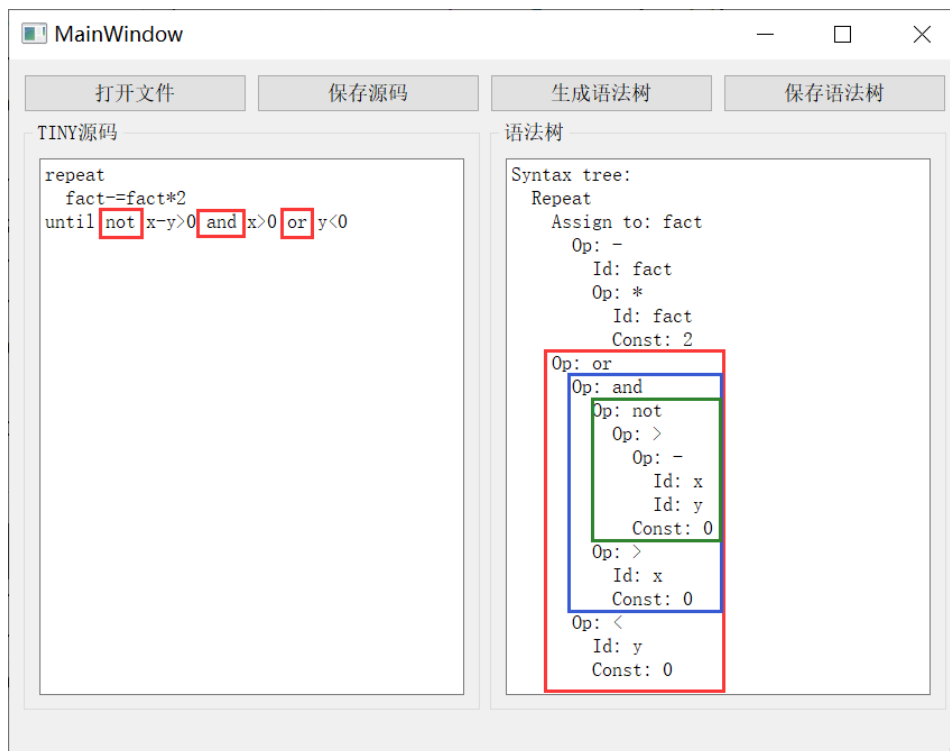 MainWindow
打开文件 保存源码 生成语法树 保存语法树
TINY源码
repeat
  fact-=fact*2
until not x-y>0 and x>0 or y<0
语法树
Syntax tree:
  Repeat
    Assign to: fact
      Op: -
        Id: fact
        Op: *
          Id: fact
          Const: 2
    Op: or
      Op: and
        Op: not
          Op: >
            Op: -
              Id: x
              Id: y
            Const: 0
        Op: >
          Id: x
          Const: 0
      Op: <
        Id: y
        Const: 0